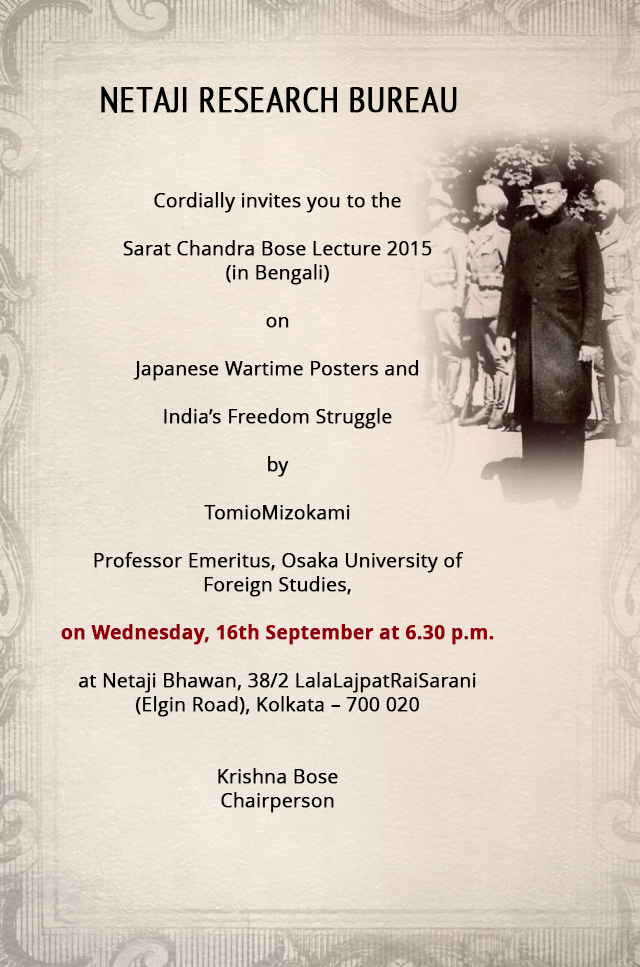 NETAJI RESEARCH BUREAU
Cordially invites you to the
Sarat Chandra Bose Lecture 2015
(in Bengali)
on
Japanese Wartime Posters and
India’s Freedom Struggle
by
TomioMizokami
Professor Emeritus, Osaka University of
Foreign Studies,
on Wednesday, 16th September at 6.30 p.m.
at Netaji Bhawan, 38/2 LalaLajpatRaiSarani
(Elgin Road), Kolkata – 700 020
Krishna Bose
Chairperson